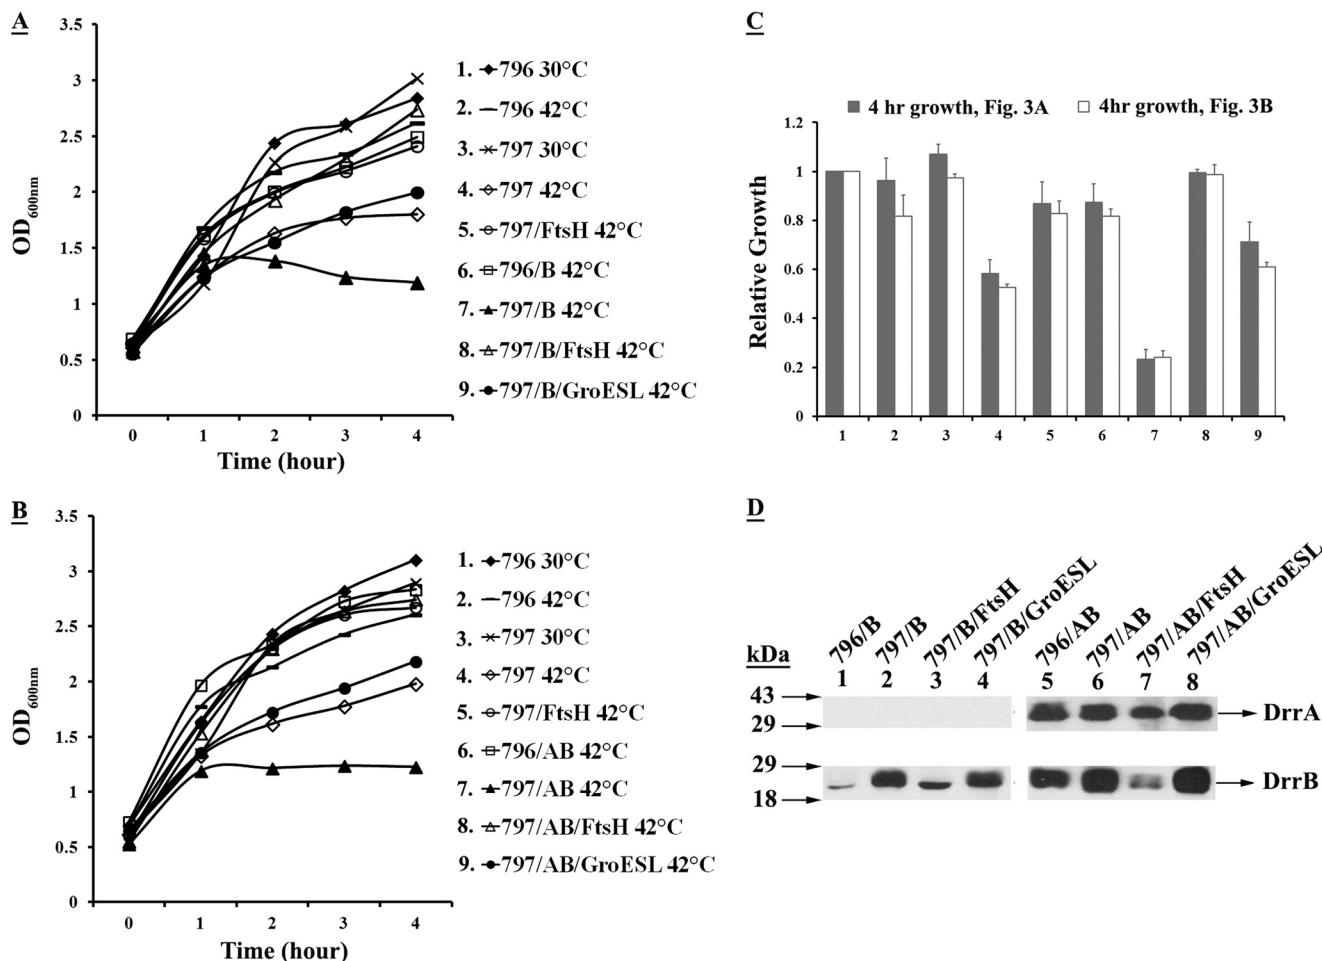 A
3.5
3
2.5
2
1.5
1
0.5
0
OD600nm
0 1 2 3 4
Time (hour)
1. 796 30°C
2. 796 42°C
3. 797 30°C
4. 797 42°C
5. 797/FtsH 42°C
6. 796/B 42°C
7. 797/B 42°C
8. 797/B/FtsH 42°C
9. 797/B/GroESL 42°C
B
3.5
3
2.5
2
1.5
1
0.5
0
OD600nm
0 1 2 3 4
Time (hour)
1. 796 30°C
2. 796 42°C
3. 797 30°C
4. 797 42°C
5. 797/FtsH 42°C
6. 796/AB 42°C
7. 797/AB 42°C
8. 797/AB/FtsH 42°C
9. 797/AB/GroESL 42°C
C
4 hr growth, Fig. 3A 4hr growth, Fig. 3B
1.2
1
0.8
0.6
0.4
0.2
0
Relative Growth
1 2 3 4 5 6 7 8 9
D
796/B
797/B
797/B/FtsH
797/B/GroESL
796/AB
797/AB
797/AB/FtsH
797/AB/GroESL
kDa
1 2 3 4 5 6 7 8
43
29
DrrA
29
18
DrrB